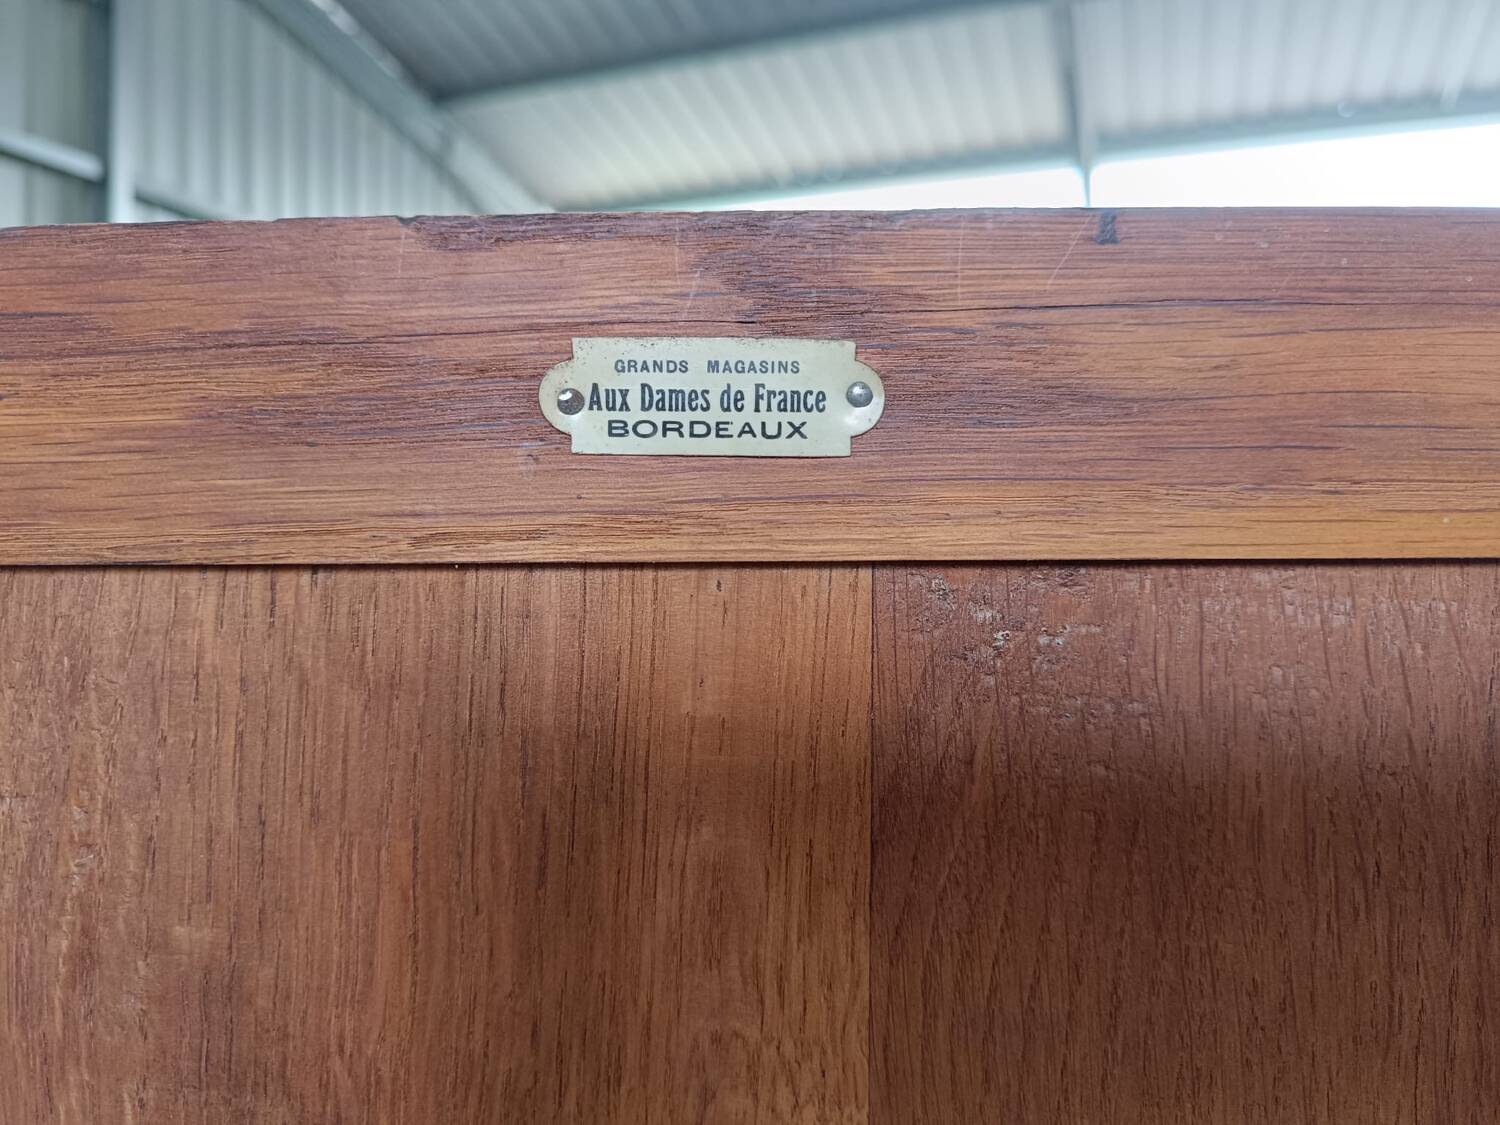 GRANDS MAGASINS
Aux Dames de France
BORDEAUX